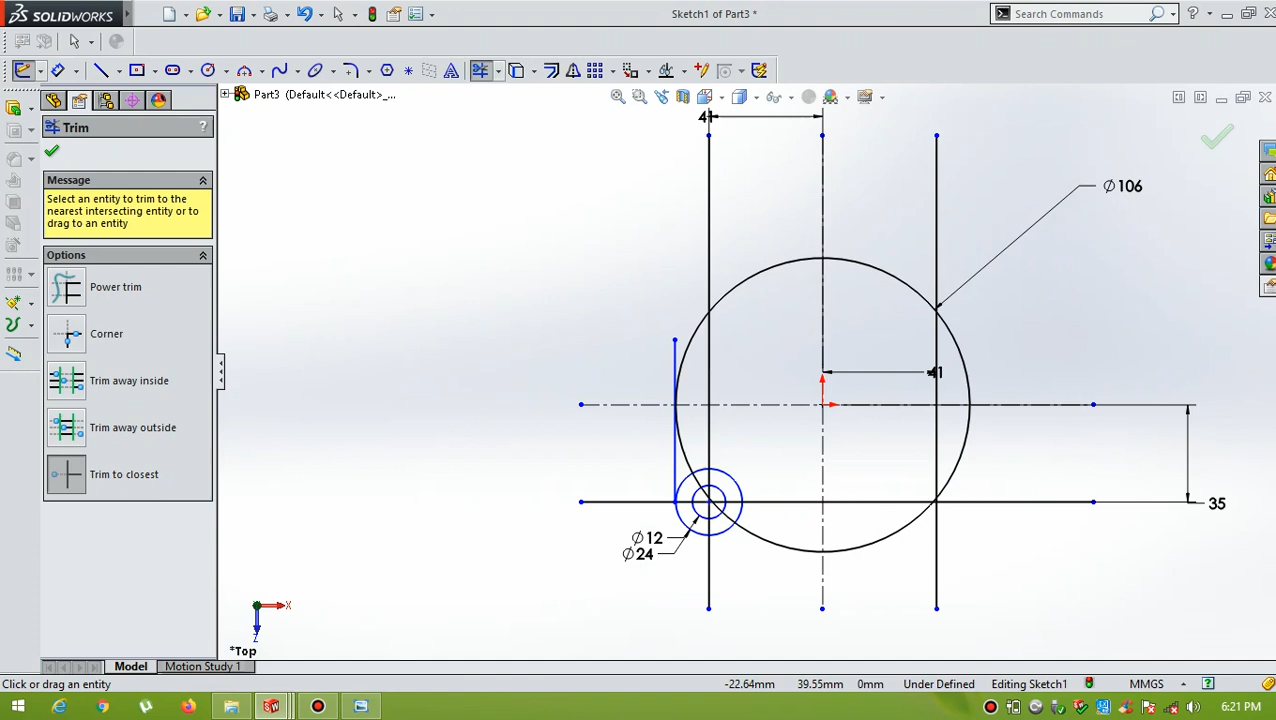 SOLIDWORKS
Sketch1 of Part3 *
Search Commands
Part3 (Default<<Default>_...
Trim
?
Message
Select an entity to trim to the
nearest intersecting entity or to
drag to an entity
Options
Power trim
Corner
Trim away inside
Trim away outside
Trim to closest
41
Ø106
41
35
Ø12
Ø24
X
Z
*Top
Model
Motion Study 1
Click or drag an entity
-22.64mm
39.55mm
0mm
Under Defined
Editing Sketch1
MMGS
6:21 PM